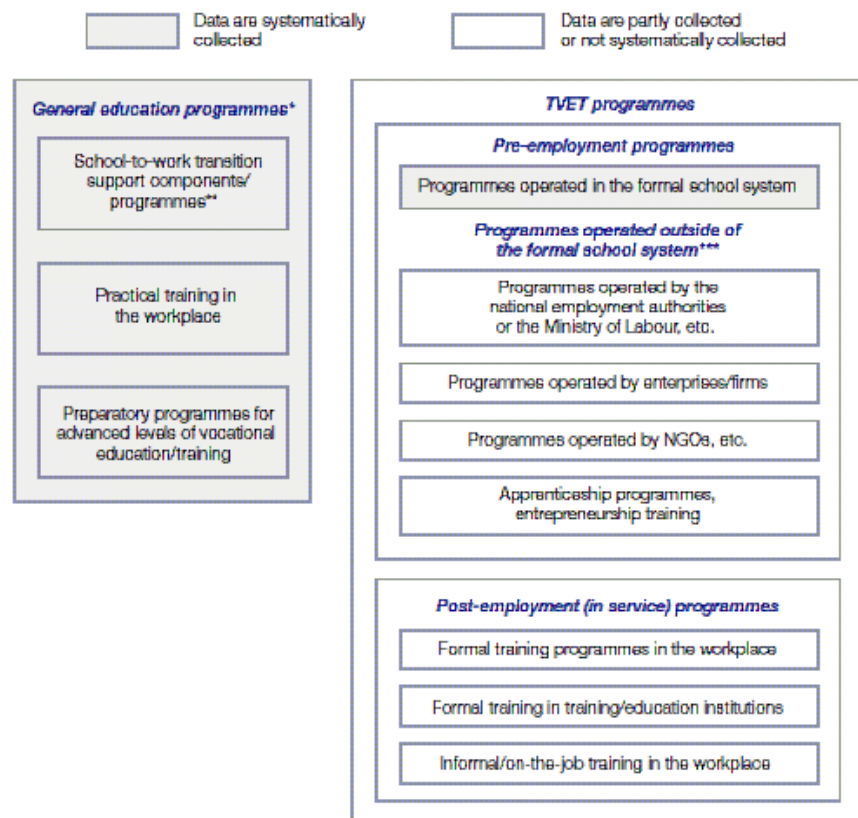 Data are systematically
collected
Data are partly collected
or not systematically collected
General education programmes*
School-to-work transition
support components/
programmes**
Practical training in
the workplace
Preparatory programmes for
advanced levels of vocational
education/training
TVET programmes
Pre-employment programmes
Programmes operated in the formal school system
Programmes operated outside of
the formal school system***
Programmes operated by the
national employment authorities
or the Ministry of Labour, etc.
Programmes operated by enterprises/firms
Programmes operated by NGOs, etc.
Apprenticeship programmes,
entrepreneurship training
Post-employment (in service) programmes
Formal training programmes in the workplace
Formal training in training/education institutions
Informal/on-the-job training in the workplace